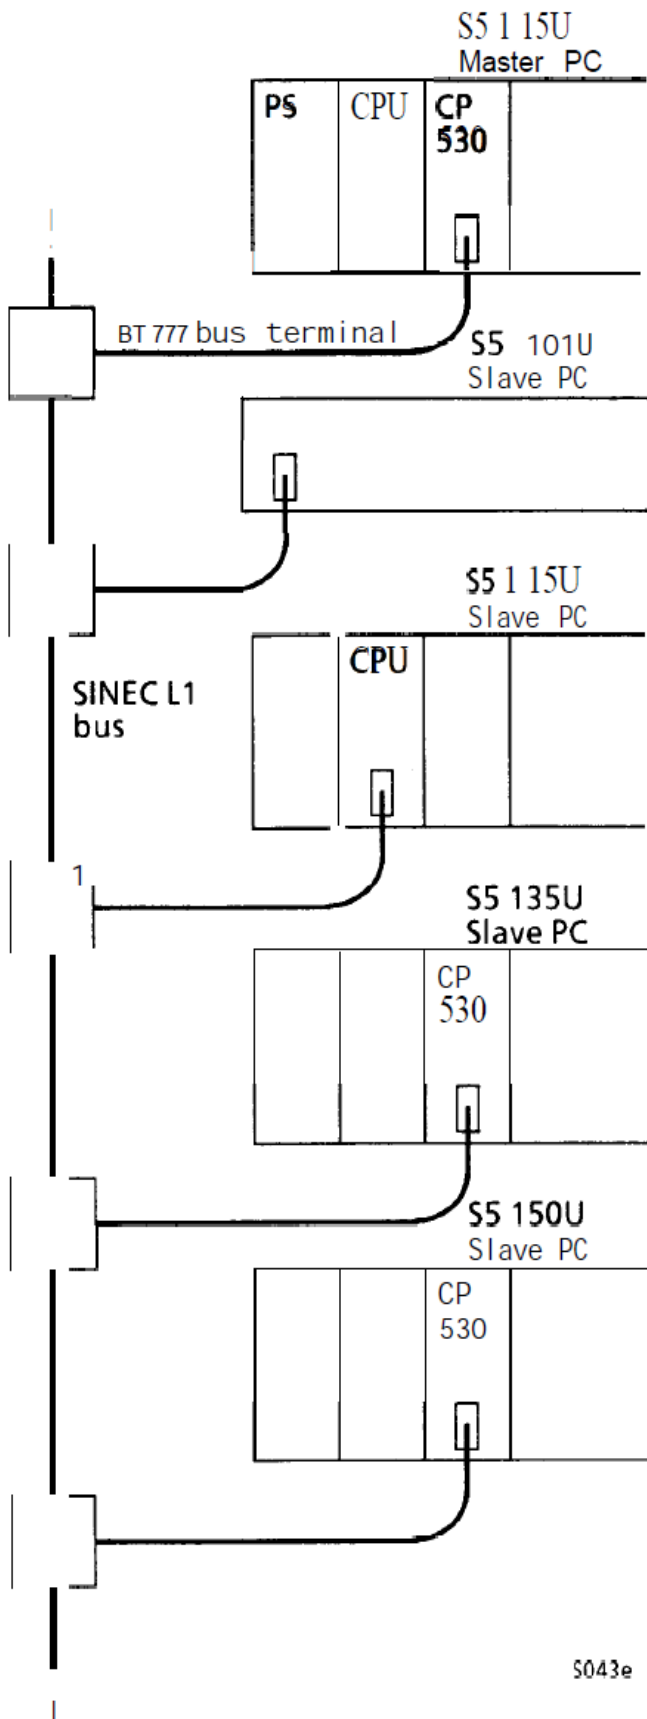 S5 1 15U
Master PC
PS
CPU
CP
530
BT 777 bus terminal
S5 101U
Slave PC
S5 1 15U
Slave PC
CPU
SINEC L1
bus
1
S5 135U
Slave PC
CP
530
S5 150U
Slave PC
CP
530
S043e